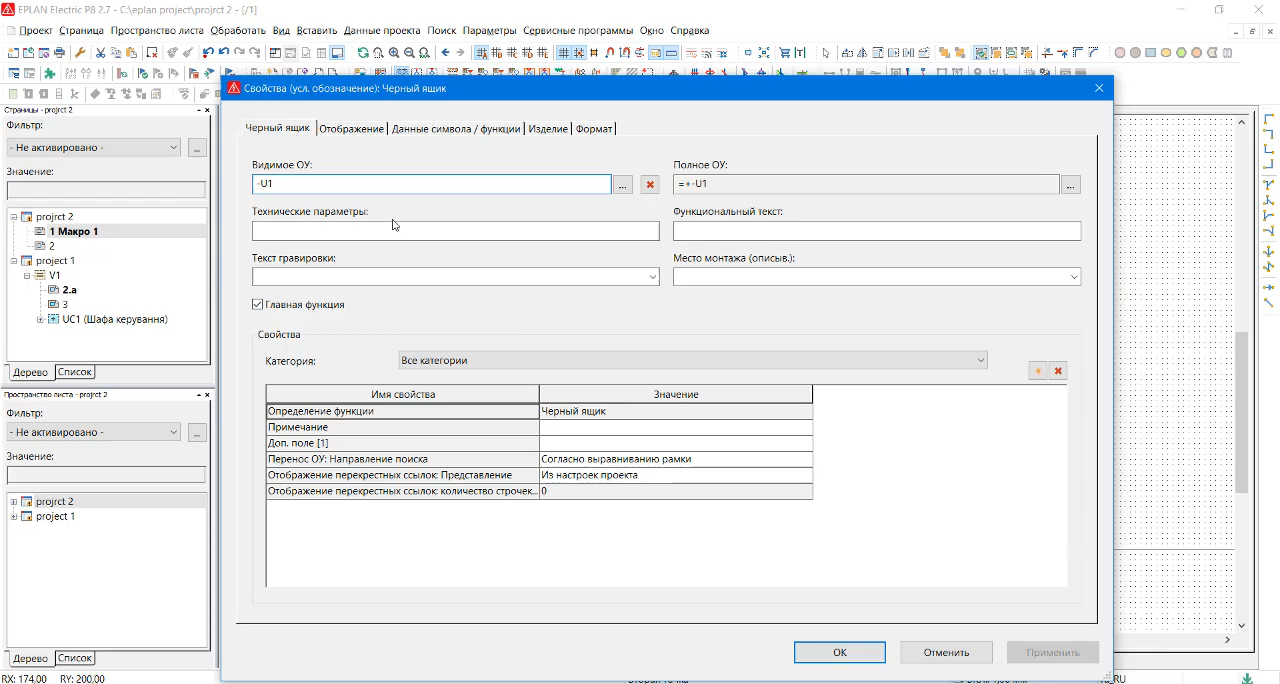 EPLAN Electric P8 2.7 - C:\eplan project\projrct 2 - [/1]
Проект Страница Пространство листа Обработать Вид Вставить Данные проекта Поиск Параметры Сервисные программы Окно Справка
Страницы - projrct 2
Фильтр:
- Не активировано -
...
Значение:
projrct 2
1 Макро 1
2
project 1
V1
2.a
3
UC1 (Шафа керування)
Дерево Список
Пространство листа - projrct 2
Фильтр:
- Не активировано -
...
Значение:
projrct 2
project 1
Дерево Список
RX: 174,00 RY: 200,00
Свойства (усл. обозначение): Черный ящик
Черный ящик Отображение Данные символа / функции Изделие Формат
Видимое ОУ: Полное ОУ:
-U1 ... =+-U1 ...
Технические параметры: Функциональный текст:
Текст гравировки: Место монтажа (описыв.):
Главная функция
Свойства
Категория: Все категории
Имя свойства Значение
Определение функции Черный ящик
Примечание
Доп. поле [1]
Перенос ОУ: Направление поиска Согласно выравниванию рамки
Отображение перекрестных ссылок: Представление Из настроек проекта
Отображение перекрестных ссылок: количество строчек... 0
ОК Отменить Применить